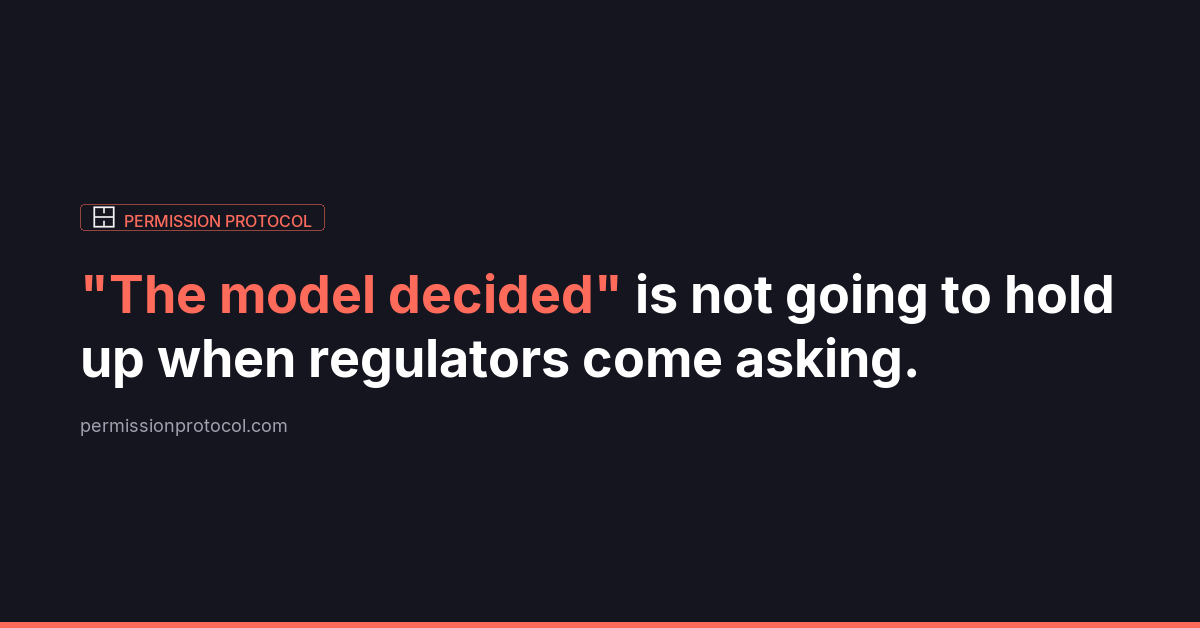 PERMISSION PROTOCOL
"The model decided" is not going to hold
up when regulators come asking.
permissionprotocol.com